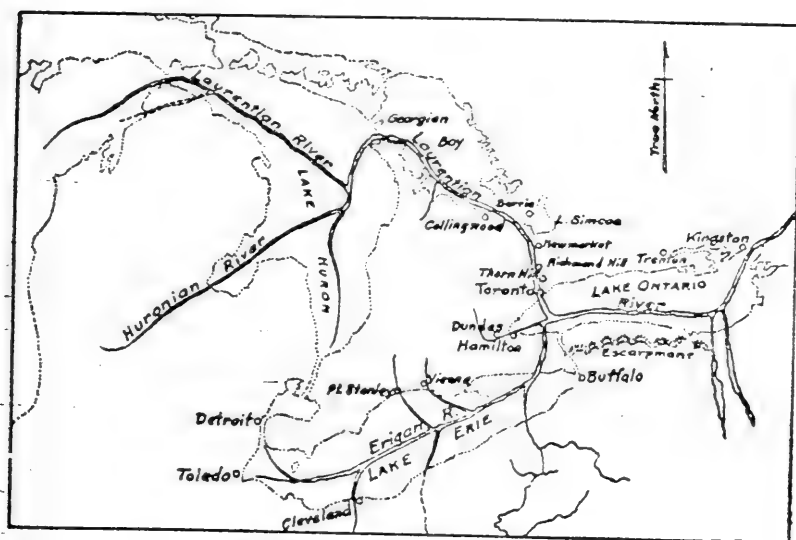 Laurentian River
Georgian
Bay
Laurentian
True North
LAKE
HURON
Barrie
L. Simcoe
Collingwood
Newmarket
Kingston
Richmond Hill
Trenton
Thorn Hill
Toronto
LAKE ONTARIO
River
Huronian River
Dundas
Hamilton
Escarpment
Buffalo
Vienna
Pt. Stanley
Detroit
Erigan R.
LAKE ERIE
Toledo
Cleveland